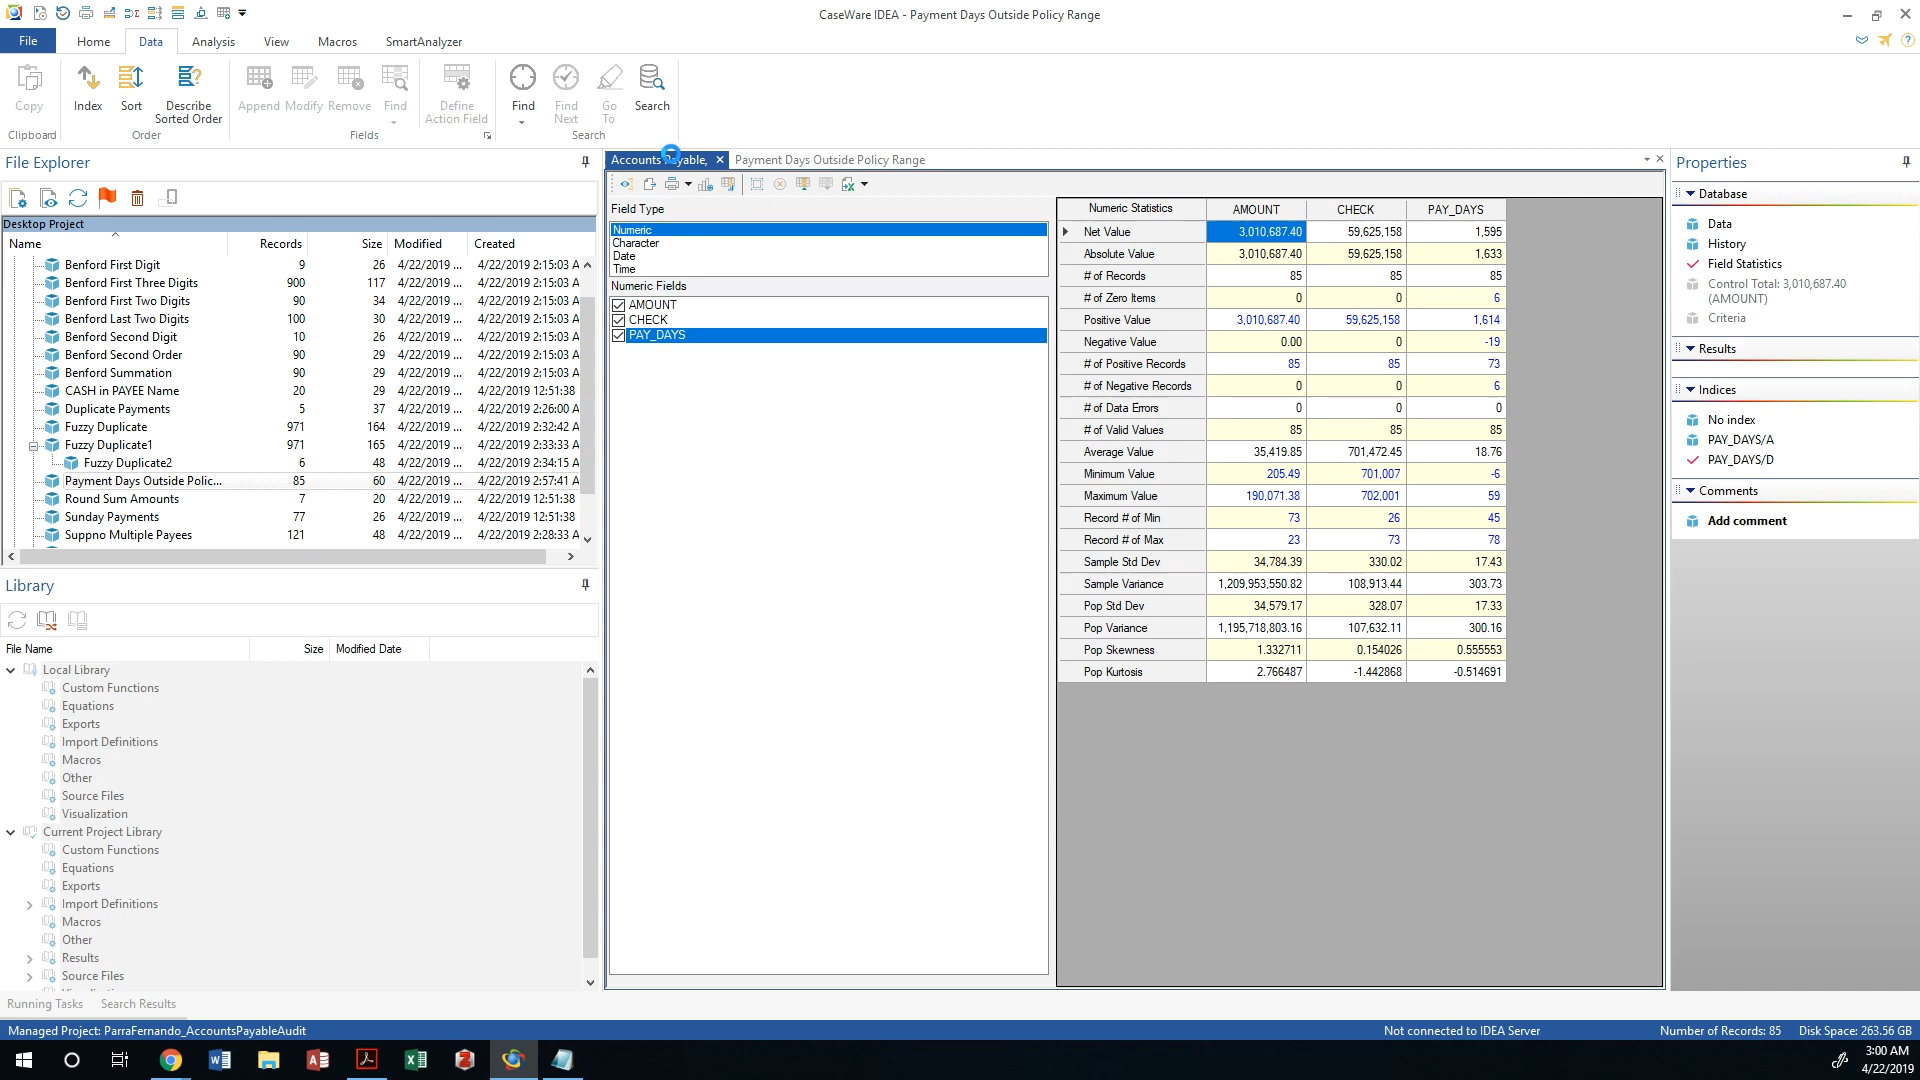 CaseWare IDEA - Payment Days Outside Policy Range
File
Home
Data
Analysis
View
Macros
SmartAnalyzer
Copy
Index
Sort
Describe
Sorted Order
Append
Modify
Remove
Find
Define
Action Field
Find
Find
Next
Go
To
Search
Clipboard
Order
Fields
Search
File Explorer
Desktop Project
Name
Records
Size
Modified
Created
Benford First Digit 9 26 4/22/2019 ... 4/22/2019 2:15:03 A
Benford First Three Digits 900 117 4/22/2019 ... 4/22/2019 2:15:03 A
Benford First Two Digits 90 34 4/22/2019 ... 4/22/2019 2:15:03 A
Benford Last Two Digits 100 30 4/22/2019 ... 4/22/2019 2:15:03 A
Benford Second Digit 10 26 4/22/2019 ... 4/22/2019 2:15:03 A
Benford Second Order 90 29 4/22/2019 ... 4/22/2019 2:15:03 A
Benford Summation 90 29 4/22/2019 ... 4/22/2019 2:15:03 A
CASH in PAYEE Name 20 29 4/22/2019 ... 4/22/2019 12:51:38
Duplicate Payments 5 37 4/22/2019 ... 4/22/2019 2:26:00 A
Fuzzy Duplicate 971 164 4/22/2019 ... 4/22/2019 2:32:42 A
Fuzzy Duplicate1 971 165 4/22/2019 ... 4/22/2019 2:33:33 A
Fuzzy Duplicate2 6 48 4/22/2019 ... 4/22/2019 2:34:15 A
Payment Days Outside Polic... 85 60 4/22/2019 ... 4/22/2019 2:57:41 A
Round Sum Amounts 7 20 4/22/2019 ... 4/22/2019 12:51:38
Sunday Payments 77 26 4/22/2019 ... 4/22/2019 12:51:38
Suppno Multiple Payees 121 48 4/22/2019 ... 4/22/2019 2:28:33 A
Library
File Name
Size
Modified Date
Local Library
Custom Functions
Equations
Exports
Import Definitions
Macros
Other
Source Files
Visualization
Current Project Library
Custom Functions
Equations
Exports
Import Definitions
Macros
Other
Results
Source Files
Running Tasks
Search Results
Payment Days Outside Policy Range
Accounts
Field Type
Numeric
Character
Date
Time
Numeric Fields
AMOUNT
CHECK
PAY_DAYS
Numeric Statistics AMOUNT CHECK PAY_DAYS
Net Value 3,010,687.40 59,625,158 1,595
Absolute Value 3,010,687.40 59,625,158 1,633
# of Records 85 85 85
# of Zero Items 0 0 6
Positive Value 3,010,687.40 59,625,158 1,614
Negative Value 0.00 0 -19
# of Positive Records 85 85 73
# of Negative Records 0 0 6
# of Data Errors 0 0 0
# of Valid Values 85 85 85
Average Value 35,419.85 701,472.45 18.76
Minimum Value 205.49 701,007 -6
Maximum Value 190,071.38 702,001 59
Record # of Min 73 26 45
Record # of Max 23 73 78
Sample Std Dev 34,784.39 330.02 17.43
Sample Variance 1,209,953,550.82 108,913.44 303.73
Pop Std Dev 34,579.17 328.07 17.33
Pop Variance 1,195,718,803.16 107,632.11 300.16
Pop Skewness 1.332711 0.154026 0.555553
Pop Kurtosis 2.766487 -1.442868 -0.514691
Properties
Database
Data
History
Field Statistics
Control Total: 3,010,687.40
(AMOUNT)
Criteria
Results
Indices
No index
PAY_DAYS/A
PAY_DAYS/D
Comments
Add comment
Managed Project: ParraFernando_AccountsPayableAudit
Not connected to IDEA Server
Number of Records: 85
Disk Space: 263.56 GB
3:00 AM
4/22/2019